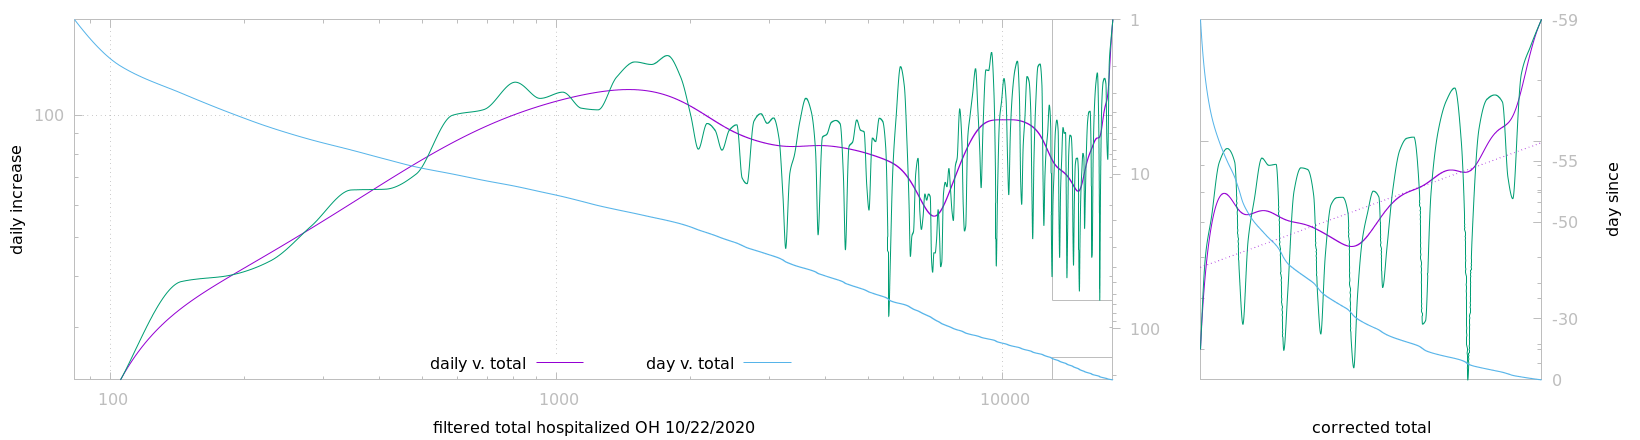 daily increase
100
daily v. total
day v. total
100
1000
10000
filtered total hospitalized OH 10/22/2020
1
10
100
-59
-55
-50
-30
0
day since
corrected total